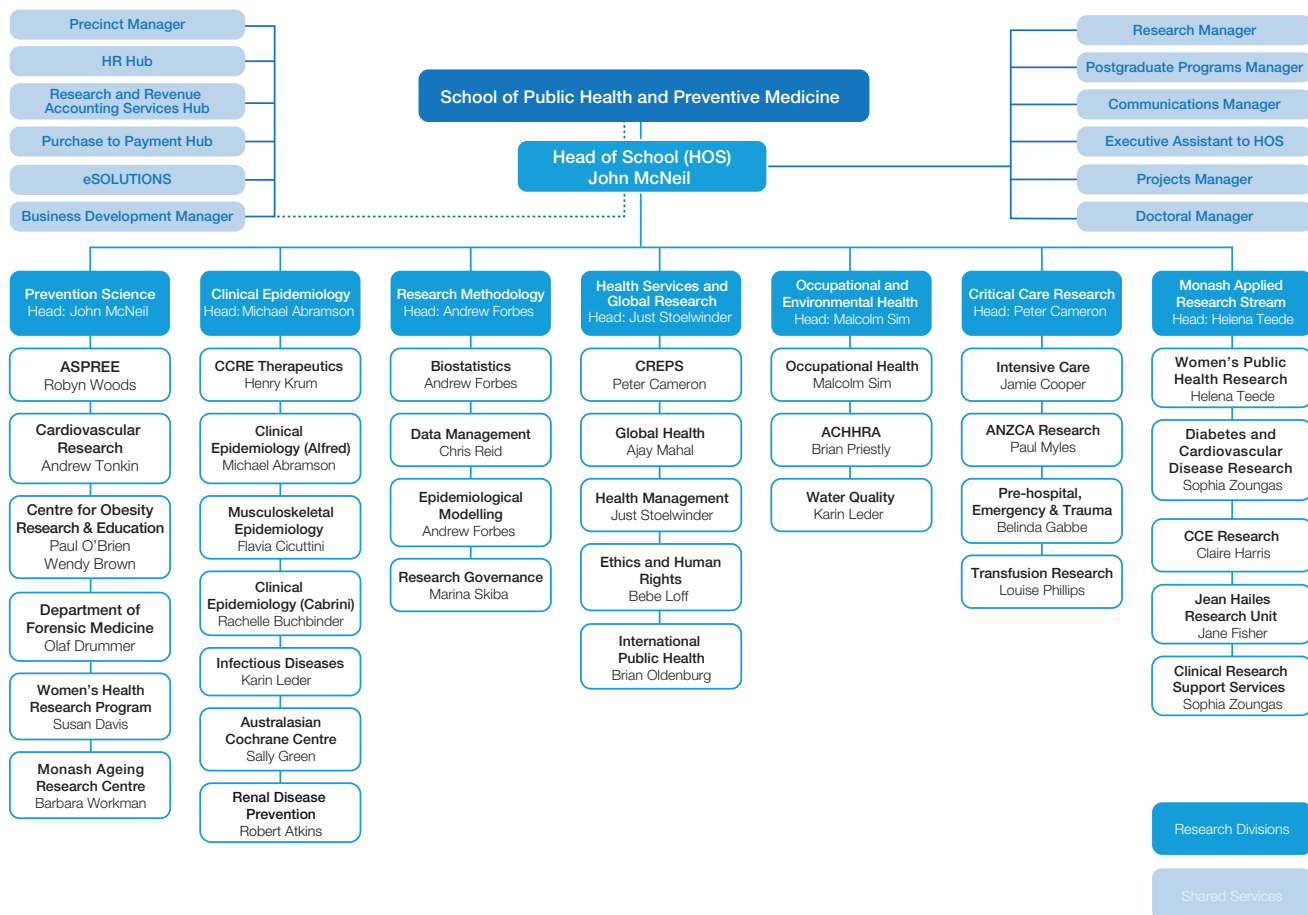 Precinct Manager
HR Hub
Research and Revenue
Accounting Services Hub
Purchase to Payment Hub
eSOLUTIONS
Business Development Manager
School of Public Health and Preventive Medicine
Head of School (HOS)
John McNeil
Research Manager
Postgraduate Programs Manager
Communications Manager
Executive Assistant to HOS
Projects Manager
Doctoral Manager
Prevention Science
Head: John McNeil
ASPREE
Robyn Woods
Cardiovascular
Research
Andrew Tonkin
Centre for Obesity
Research & Education
Paul O'Brien
Wendy Brown
Department of
Forensic Medicine
Olaf Drummer
Women's Health
Research Program
Susan Davis
Monash Ageing
Research Centre
Barbara Workman
Clinical Epidemiology
Head: Michael Abramson
CCRE Therapeutics
Henry Krum
Clinical
Epidemiology (Alfred)
Michael Abramson
Musculoskeletal
Epidemiology
Flavia Cicuttini
Clinical
Epidemiology (Cabrini)
Rachelle Buchbinder
Infectious Diseases
Karin Leder
Australasian
Cochrane Centre
Sally Green
Renal Disease
Prevention
Robert Atkins
Research Methodology
Head: Andrew Forbes
Biostatistics
Andrew Forbes
Data Management
Chris Reid
Epidemiological
Modelling
Andrew Forbes
Research Governance
Marina Skiba
Health Services and
Global Research
Head: Just Stoelwinder
CREPS
Peter Cameron
Global Health
Ajay Mahal
Health Management
Just Stoelwinder
Ethics and Human
Rights
Bebe Loff
International
Public Health
Brian Oldenburg
Occupational and
Environmental Health
Head: Malcolm Sim
Occupational Health
Malcolm Sim
ACHHRA
Brian Priestly
Water Quality
Karin Leder
Critical Care Research
Head: Peter Cameron
Intensive Care
Jamie Cooper
ANZCA Research
Paul Myles
Pre-hospital,
Emergency & Trauma
Belinda Gabbe
Transfusion Research
Louise Phillips
Monash Applied
Research Stream
Head: Helena Teede
Women's Public
Health Research
Helena Teede
Diabetes and
Cardiovascular
Disease Research
Sophia Zoungas
CCE Research
Claire Harris
Jean Hailes
Research Unit
Jane Fisher
Clinical Research
Support Services
Sophia Zoungas
Research Divisions
Shared Services